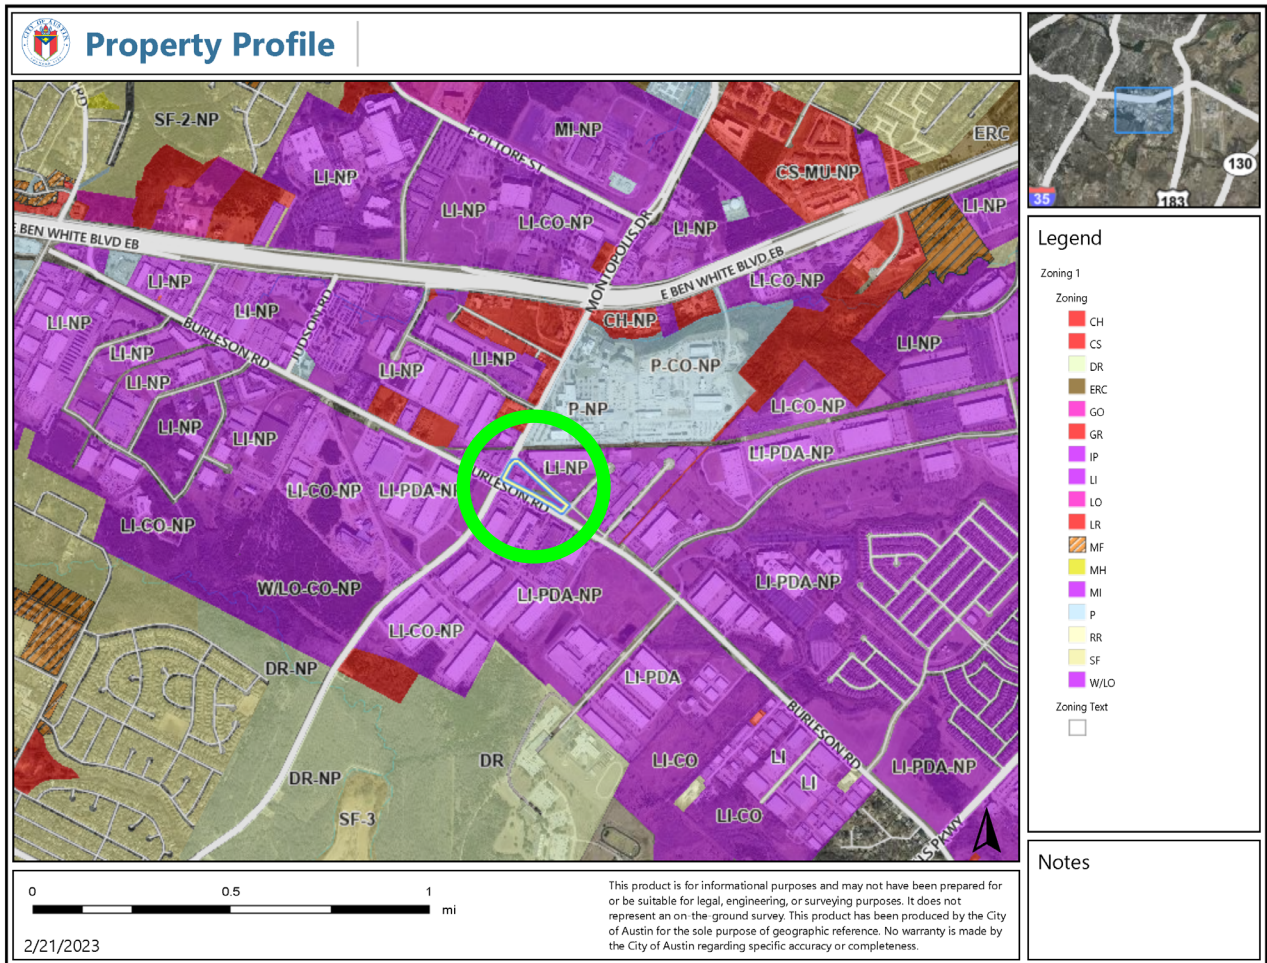 Property Profile
RD
SF-2-NP
MI-NP
E OLTORF ST
ERC
LI-NP
CS-MU-NP
LI-NP
LI-CO-NP
LI-NP
LI-NP
MONTOPOLIS DR
E BEN WHITE BLVD EB
E BEN WHITE BLVD EB
LI-NP
LI-CO-NP
LI-NP
LI-NP
JUDSON RD
CH-NP
BURLESON RD
LI-NP
LI-NP
LI-NP
LI-NP
P-CO-NP
LI-NP
LI-NP
P-NP
LI-CO-NP
LI-NP
LI-NP
LI-PDA-NP
LI-NP
LI-CO-NP
LI-PDA-NP
BURLESON RD
LI-CO-NP
W/LO-CO-NP
LI-PDA-NP
LI-PDA-NP
LI-CO-NP
DR-NP
LI-PDA
BURLESON RD
DR
LI-CO
LI
LI-PDA-NP
DR-NP
LI
SF-3
LI-CO
LS PKWY
35
183
130
Legend
Zoning 1
Zoning
CH
CS
DR
ERC
GO
GR
IP
LI
LO
LR
MF
MH
MI
P
RR
SF
W/LO
Zoning Text
Notes
0 0.5 1
mi
2/21/2023
This product is for informational purposes and may not have been prepared for
or be suitable for legal, engineering, or surveying purposes. It does not
represent an on-the-ground survey. This product has been produced by the City
of Austin for the sole purpose of geographic reference. No warranty is made by
the City of Austin regarding specific accuracy or completeness.